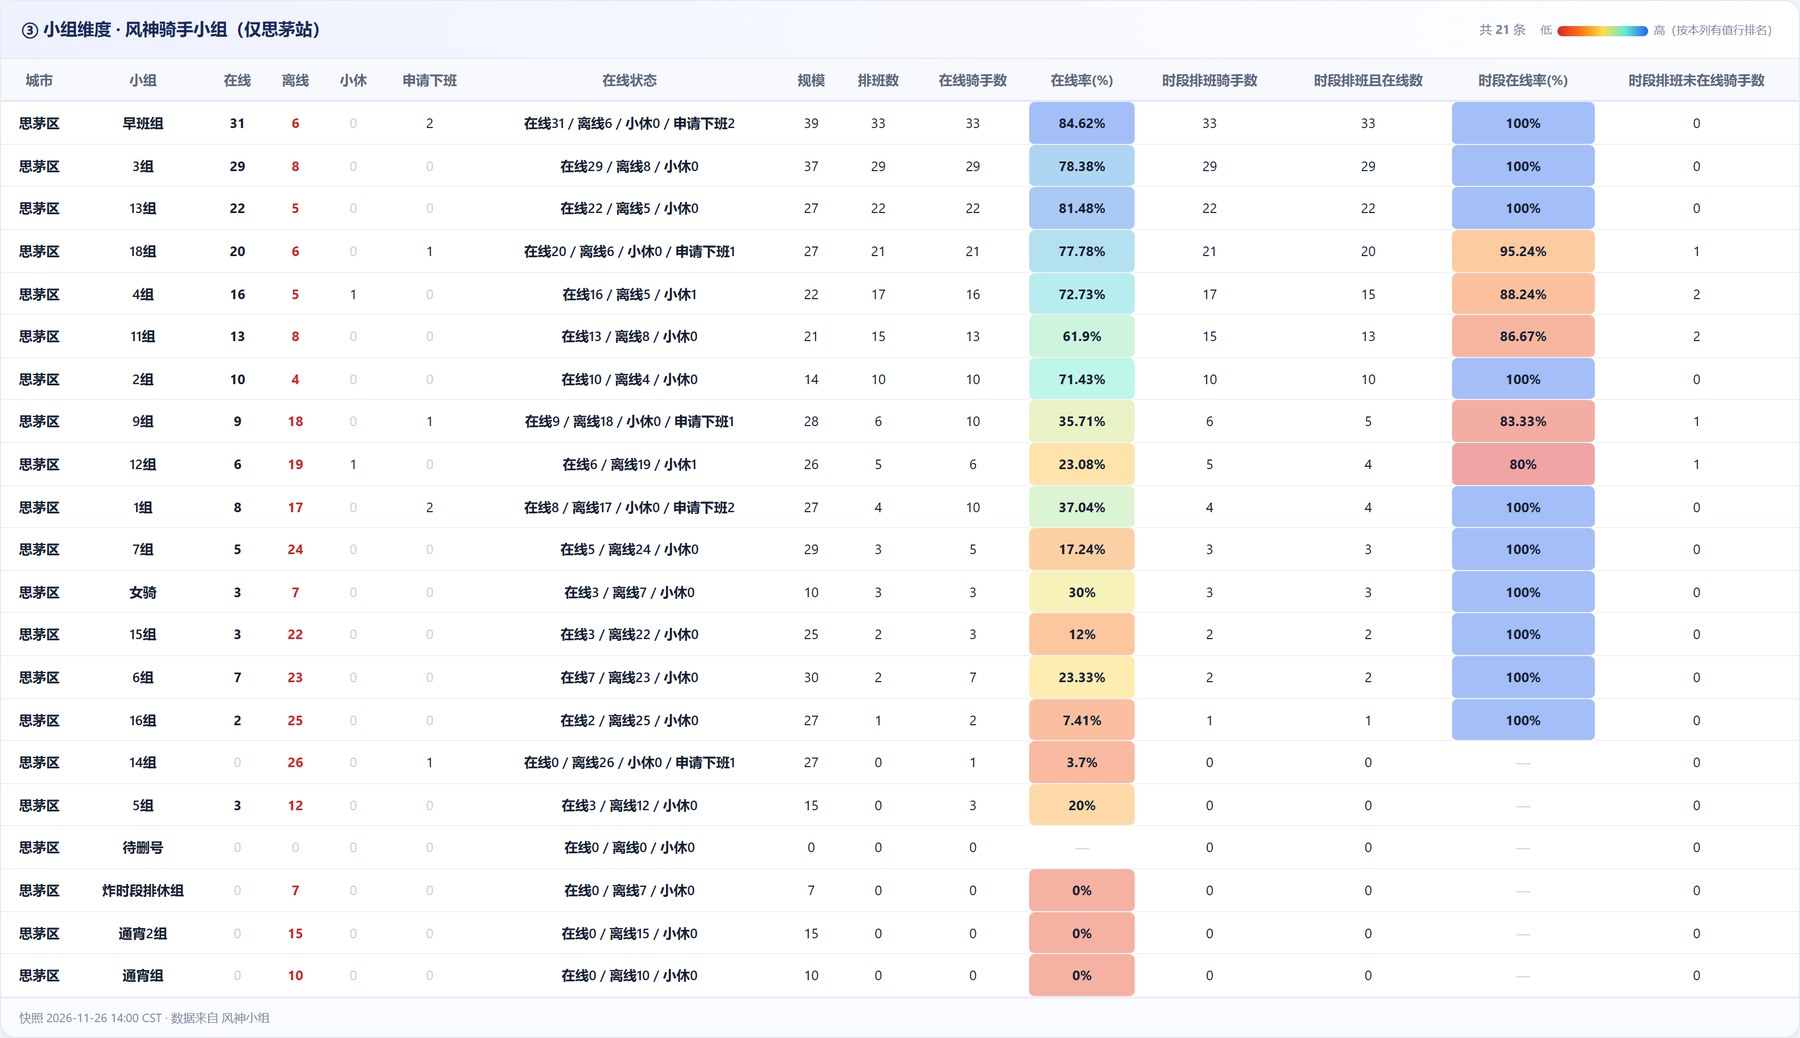 ③ 小组维度 · 风神骑手小组（仅思茅站）
共 21 条 低 高 (按本列有值行排名)
城市 小组 在线 离线 小休 申请下班 在线状态 规模 排班数 在线骑手数 在线率(%) 时段排班骑手数 时段排班且在线数 时段在线率(%) 时段排班未在线骑手数
思茅区 早班组 31 6 0 2 在线31 / 离线6 / 小休0 / 申请下班2 39 33 33 84.62% 33 33 100% 0
思茅区 3组 29 8 0 0 在线29 / 离线8 / 小休0 37 29 29 78.38% 29 29 100% 0
思茅区 13组 22 5 0 0 在线22 / 离线5 / 小休0 27 22 22 81.48% 22 22 100% 0
思茅区 18组 20 6 0 1 在线20 / 离线6 / 小休0 / 申请下班1 27 21 21 77.78% 21 20 95.24% 1
思茅区 4组 16 5 1 0 在线16 / 离线5 / 小休1 22 17 16 72.73% 17 15 88.24% 2
思茅区 11组 13 8 0 0 在线13 / 离线8 / 小休0 21 15 13 61.9% 15 13 86.67% 2
思茅区 2组 10 4 0 0 在线10 / 离线4 / 小休0 14 10 10 71.43% 10 10 100% 0
思茅区 9组 9 18 0 1 在线9 / 离线18 / 小休0 / 申请下班1 28 6 10 35.71% 6 5 83.33% 1
思茅区 12组 6 19 1 0 在线6 / 离线19 / 小休1 26 5 6 23.08% 5 4 80% 1
思茅区 1组 8 17 0 2 在线8 / 离线17 / 小休0 / 申请下班2 27 4 10 37.04% 4 4 100% 0
思茅区 7组 5 24 0 0 在线5 / 离线24 / 小休0 29 3 5 17.24% 3 3 100% 0
思茅区 女骑 3 7 0 0 在线3 / 离线7 / 小休0 10 3 3 30% 3 3 100% 0
思茅区 15组 3 22 0 0 在线3 / 离线22 / 小休0 25 2 3 12% 2 2 100% 0
思茅区 6组 7 23 0 0 在线7 / 离线23 / 小休0 30 2 7 23.33% 2 2 100% 0
思茅区 16组 2 25 0 0 在线2 / 离线25 / 小休0 27 1 2 7.41% 1 1 100% 0
思茅区 14组 0 26 0 1 在线0 / 离线26 / 小休0 / 申请下班1 27 0 1 3.7% 0 0 — 0
思茅区 5组 3 12 0 0 在线3 / 离线12 / 小休0 15 0 3 20% 0 0 — 0
思茅区 待删号 0 0 0 0 在线0 / 离线0 / 小休0 0 0 0 — 0 0 — 0
思茅区 炸时段排休组 0 7 0 0 在线0 / 离线7 / 小休0 7 0 0 0% 0 0 — 0
思茅区 通宵2组 0 15 0 0 在线0 / 离线15 / 小休0 15 0 0 0% 0 0 — 0
思茅区 通宵组 0 10 0 0 在线0 / 离线10 / 小休0 10 0 0 0% 0 0 — 0
快照 2026-11-26 14:00 CST · 数据来自 风神小组